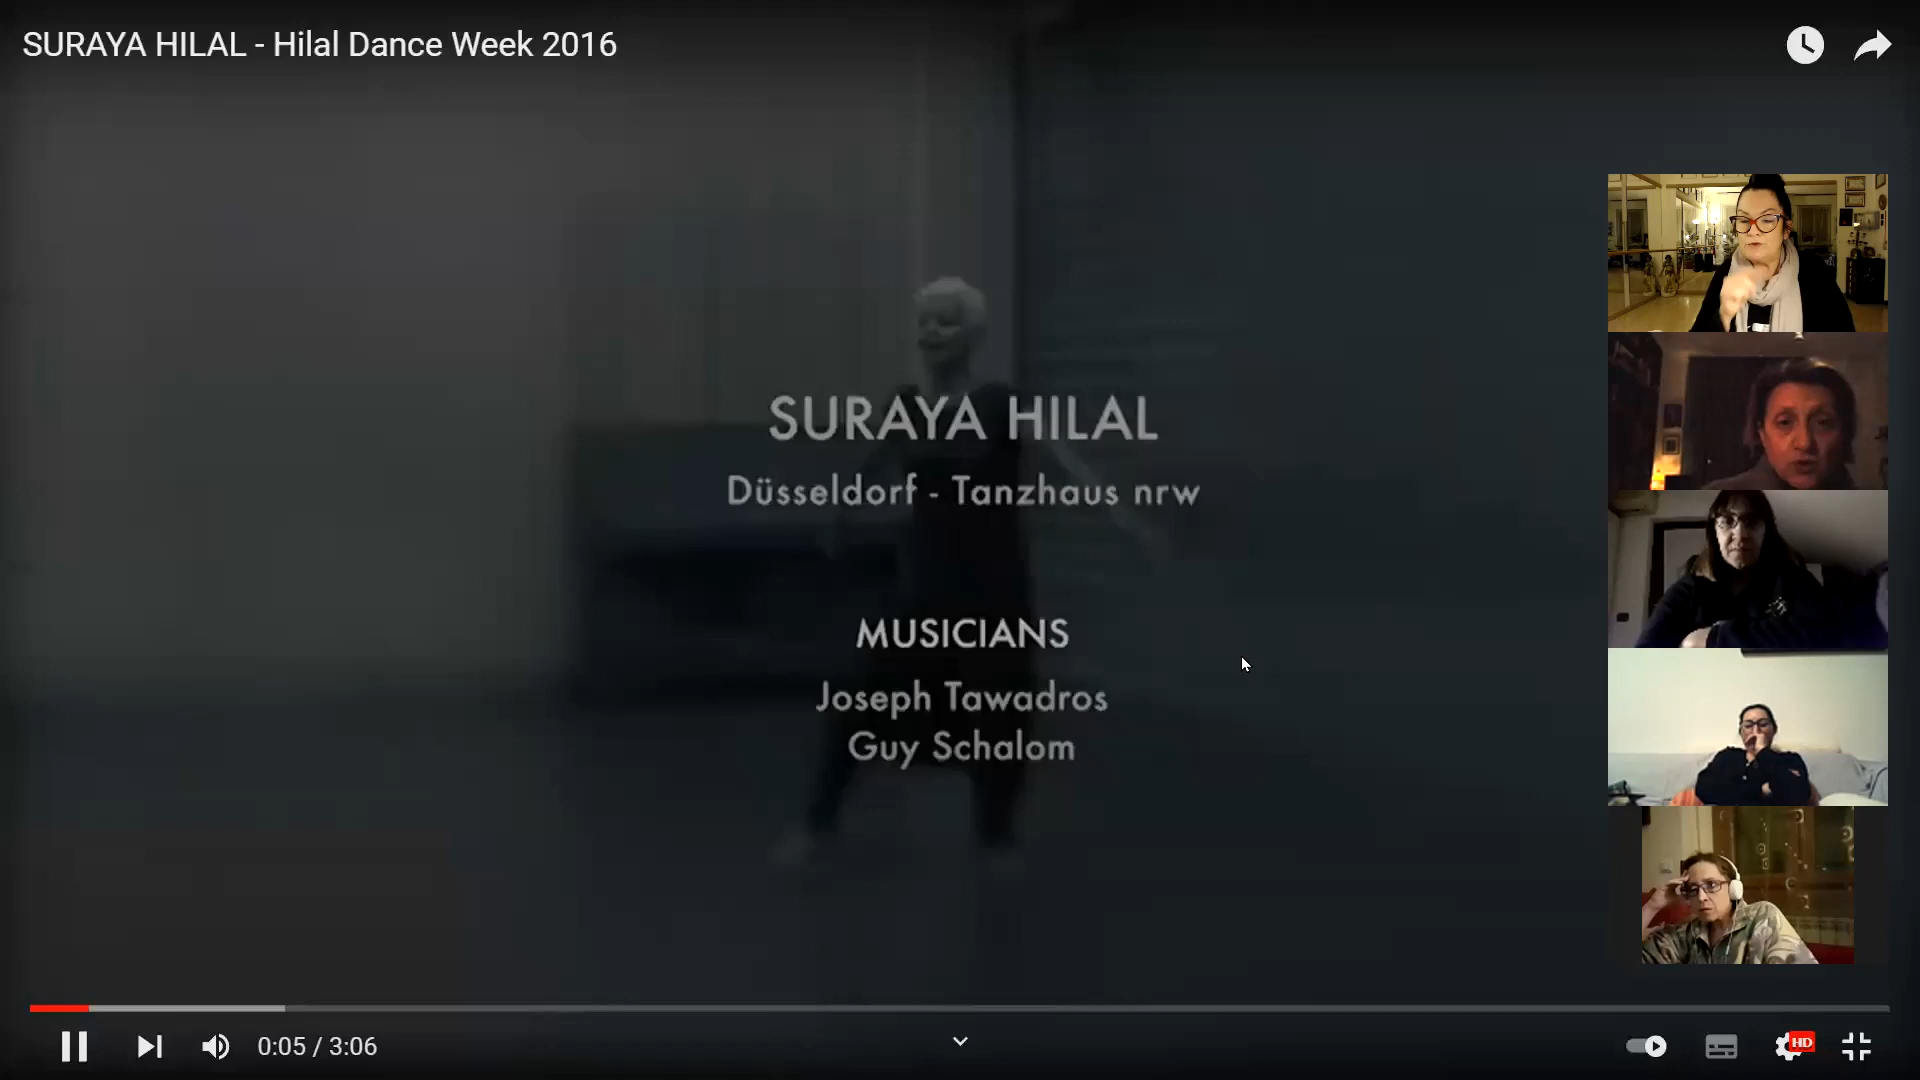 SURAYA HILAL - Hilal Dance Week 2016
SURAYA HILAL
Düsseldorf - Tanzhaus nrw
MUSICIANS
Joseph Tawadros
Guy Schalom
0:05 / 3:06
HD